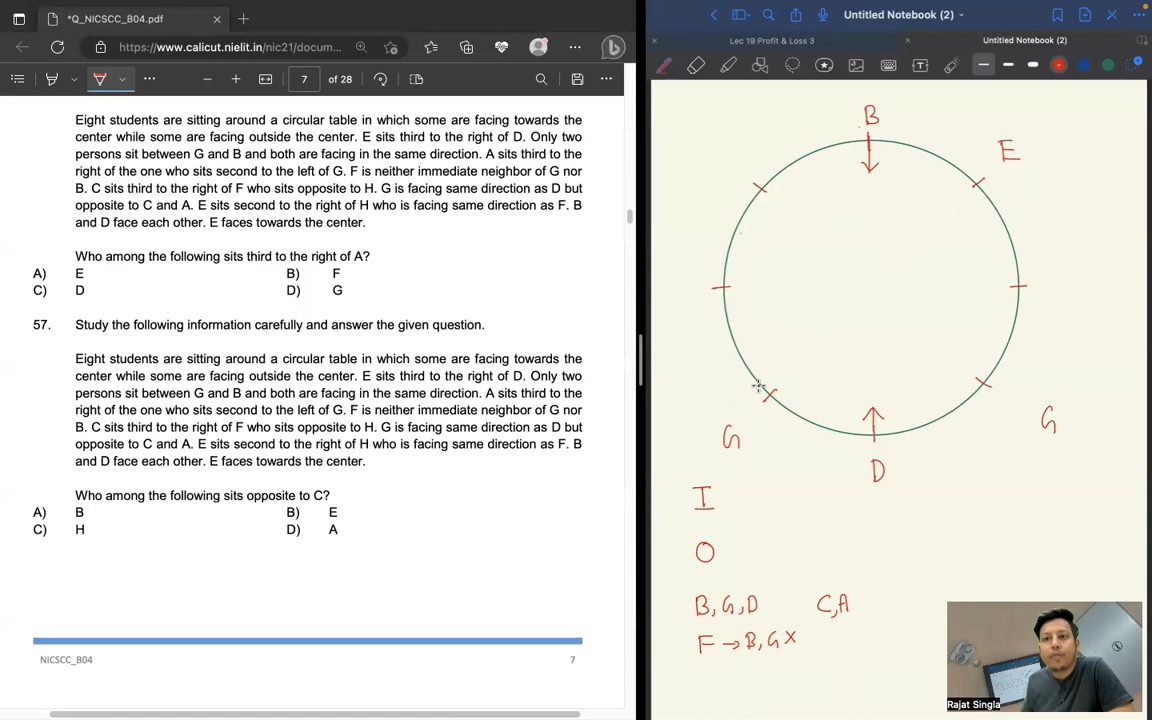 *Q_NICSCC_B04.pdf
https://www.calicut.nielit.in/nic21/docum...
7 of 28
Eight students are sitting around a circular table in which some are facing towards the
center while some are facing outside the center. E sits third to the right of D. Only two
persons sit between G and B and both are facing in the same direction. A sits third to the
right of the one who sits second to the left of G. F is neither immediate neighbor of G nor
B. C sits third to the right of F who sits opposite to H. G is facing same direction as D but
opposite to C and A. E sits second to the right of H who is facing same direction as F. B
and D face each other. E faces towards the center.
Who among the following sits third to the right of A?
A) E B) F
C) D D) G
57. Study the following information carefully and answer the given question.
Eight students are sitting around a circular table in which some are facing towards the
center while some are facing outside the center. E sits third to the right of D. Only two
persons sit between G and B and both are facing in the same direction. A sits third to the
right of the one who sits second to the left of G. F is neither immediate neighbor of G nor
B. C sits third to the right of F who sits opposite to H. G is facing same direction as D but
opposite to C and A. E sits second to the right of H who is facing same direction as F. B
and D face each other. E faces towards the center.
Who among the following sits opposite to C?
A) B B) E
C) H D) A
NICSCC_B04 7
Untitled Notebook (2)
Lec 19 Profit & Loss 3 Untitled Notebook (2)
B
E
G
G
D
I
O
B, G, D C, A
F → B, G ×
Rajat Singla